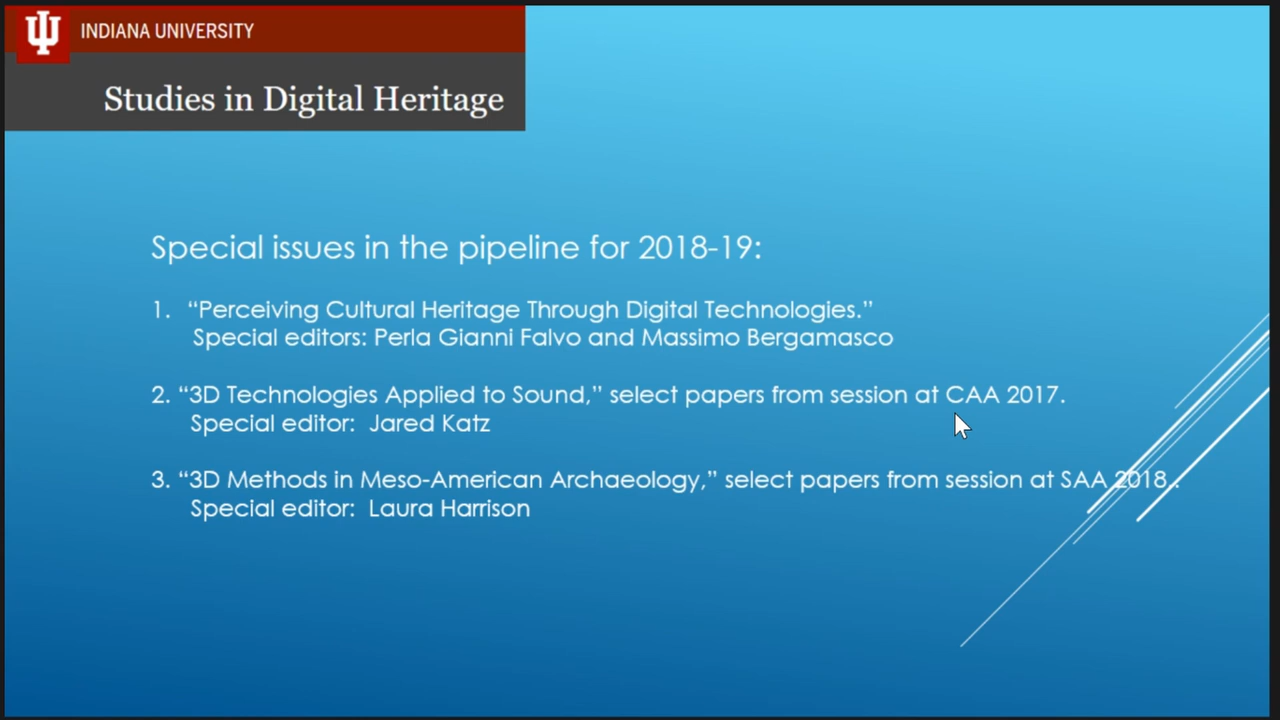 INDIANA UNIVERSITY
Studies in Digital Heritage
Special issues in the pipeline for 2018-19:
1. “Perceiving Cultural Heritage Through Digital Technologies.”
Special editors: Perla Gianni Falvo and Massimo Bergamasco
2. “3D Technologies Applied to Sound,” select papers from session at CAA 2017.
Special editor: Jared Katz
3. “3D Methods in Meso-American Archaeology,” select papers from session at SAA 2018..
Special editor: Laura Harrison